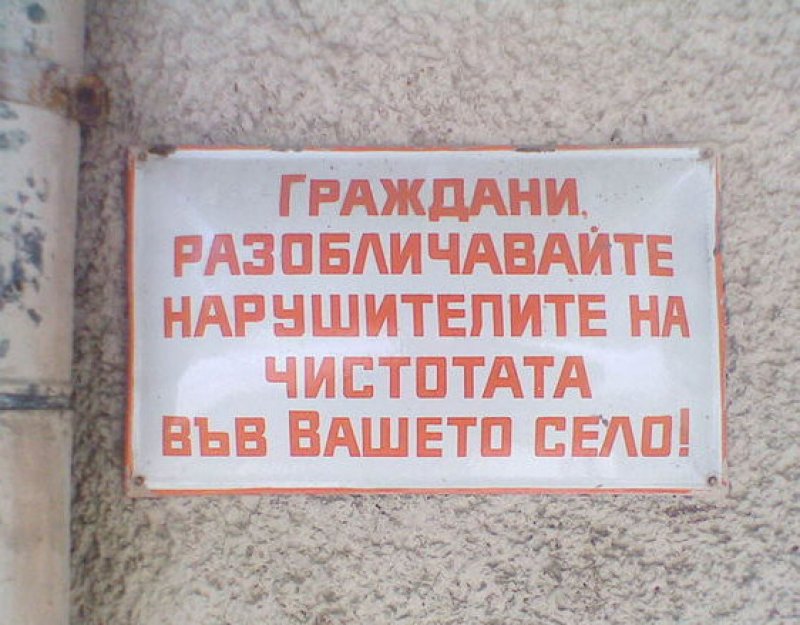 Граждани,
разобличавайте
нарушителите на
чистотата
във Вашето село!